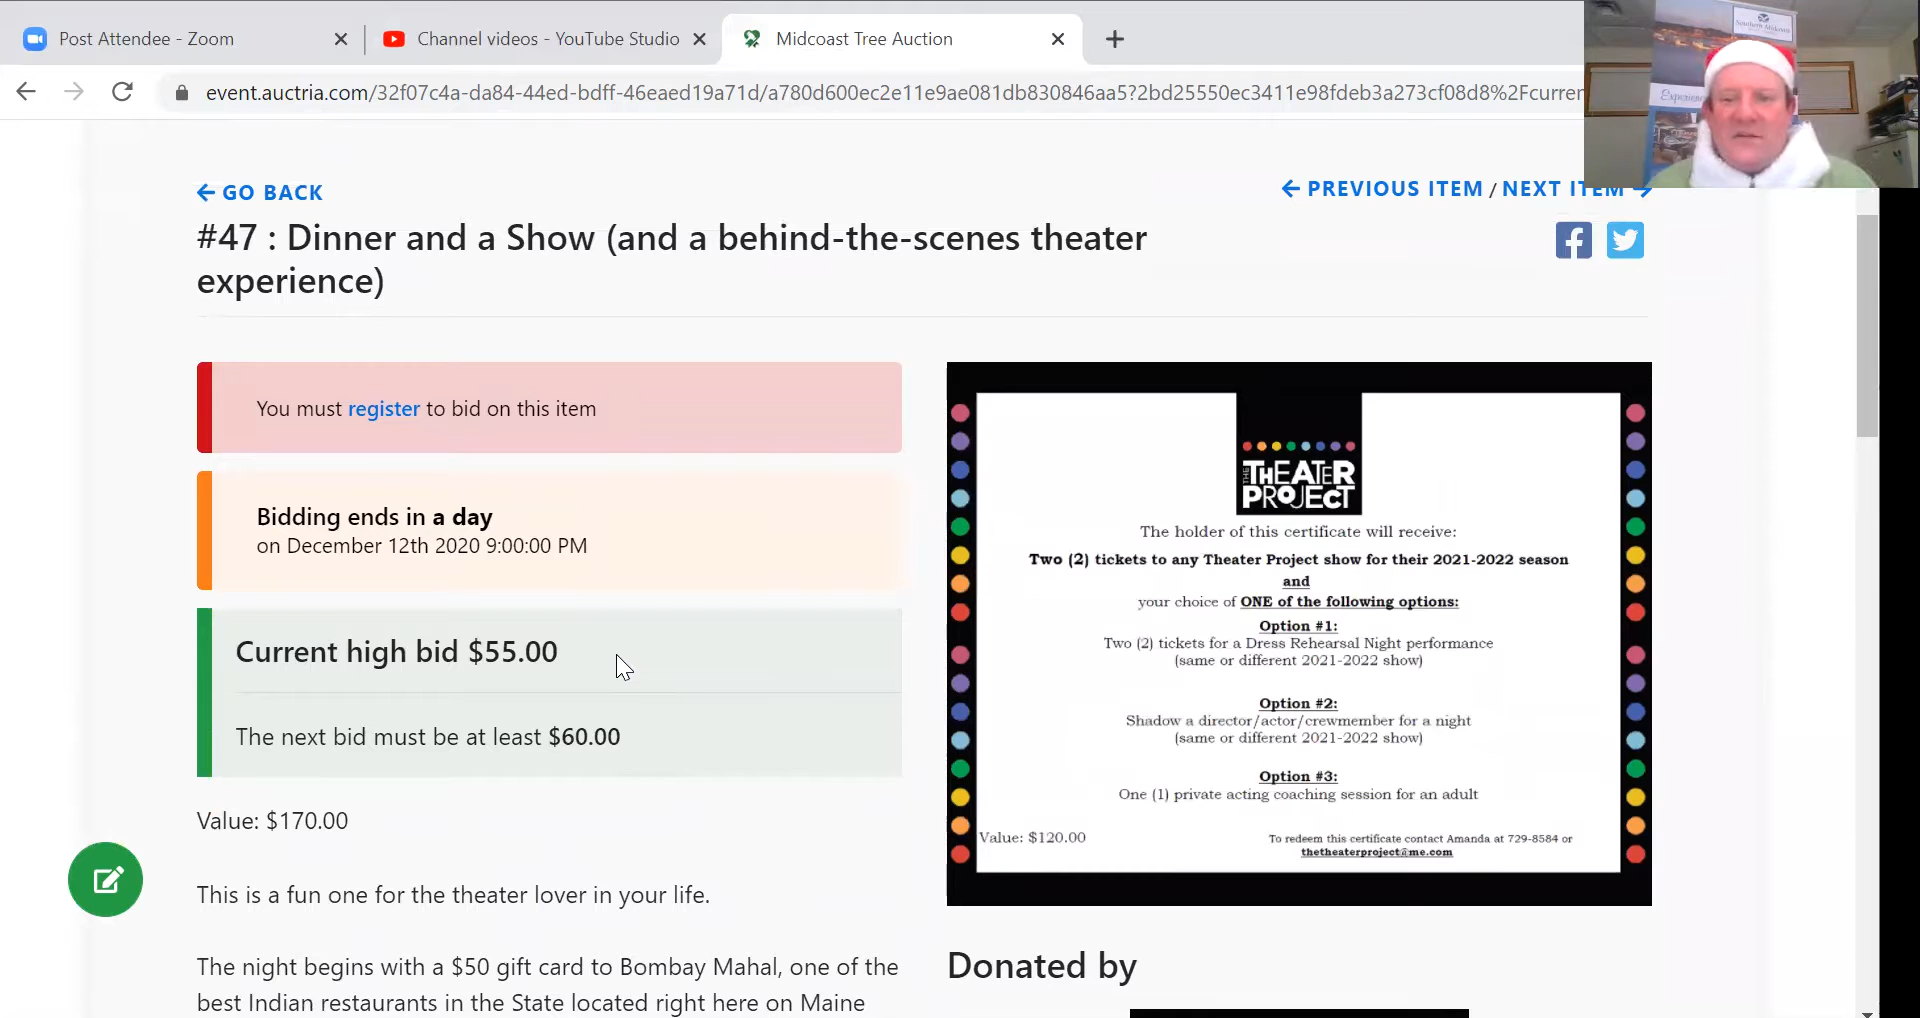 Post Attendee - Zoom
Channel videos - YouTube Studio
Midcoast Tree Auction
event.auctria.com/32f07c4a-da84-44ed-bdff-46eaed19a71d/a780d600ec2e11e9ae081db830846aa5?2bd25550ec3411e98fdeb3a273cf08d8%2Fcurren
Southern Midcoast
Experience
GO BACK
PREVIOUS ITEM / NEXT ITEM
#47 : Dinner and a Show (and a behind-the-scenes theater
experience)
You must register to bid on this item
Bidding ends in a day
on December 12th 2020 9:00:00 PM
Current high bid $55.00
The next bid must be at least $60.00
Value: $170.00
This is a fun one for the theater lover in your life.
The night begins with a $50 gift card to Bombay Mahal, one of the
best Indian restaurants in the State located right here on Maine
THE THEATER
PROJECT
The holder of this certificate will receive:
Two (2) tickets to any Theater Project show for their 2021-2022 season
and
your choice of ONE of the following options:
Option #1:
Two (2) tickets for a Dress Rehearsal Night performance
(same or different 2021-2022 show)
Option #2:
Shadow a director/actor/crewmember for a night
(same or different 2021-2022 show)
Option #3:
One (1) private acting coaching session for an adult
Value: $120.00
To redeem this certificate contact Amanda at 729-8584 or
thetheaterproject@me.com
Donated by